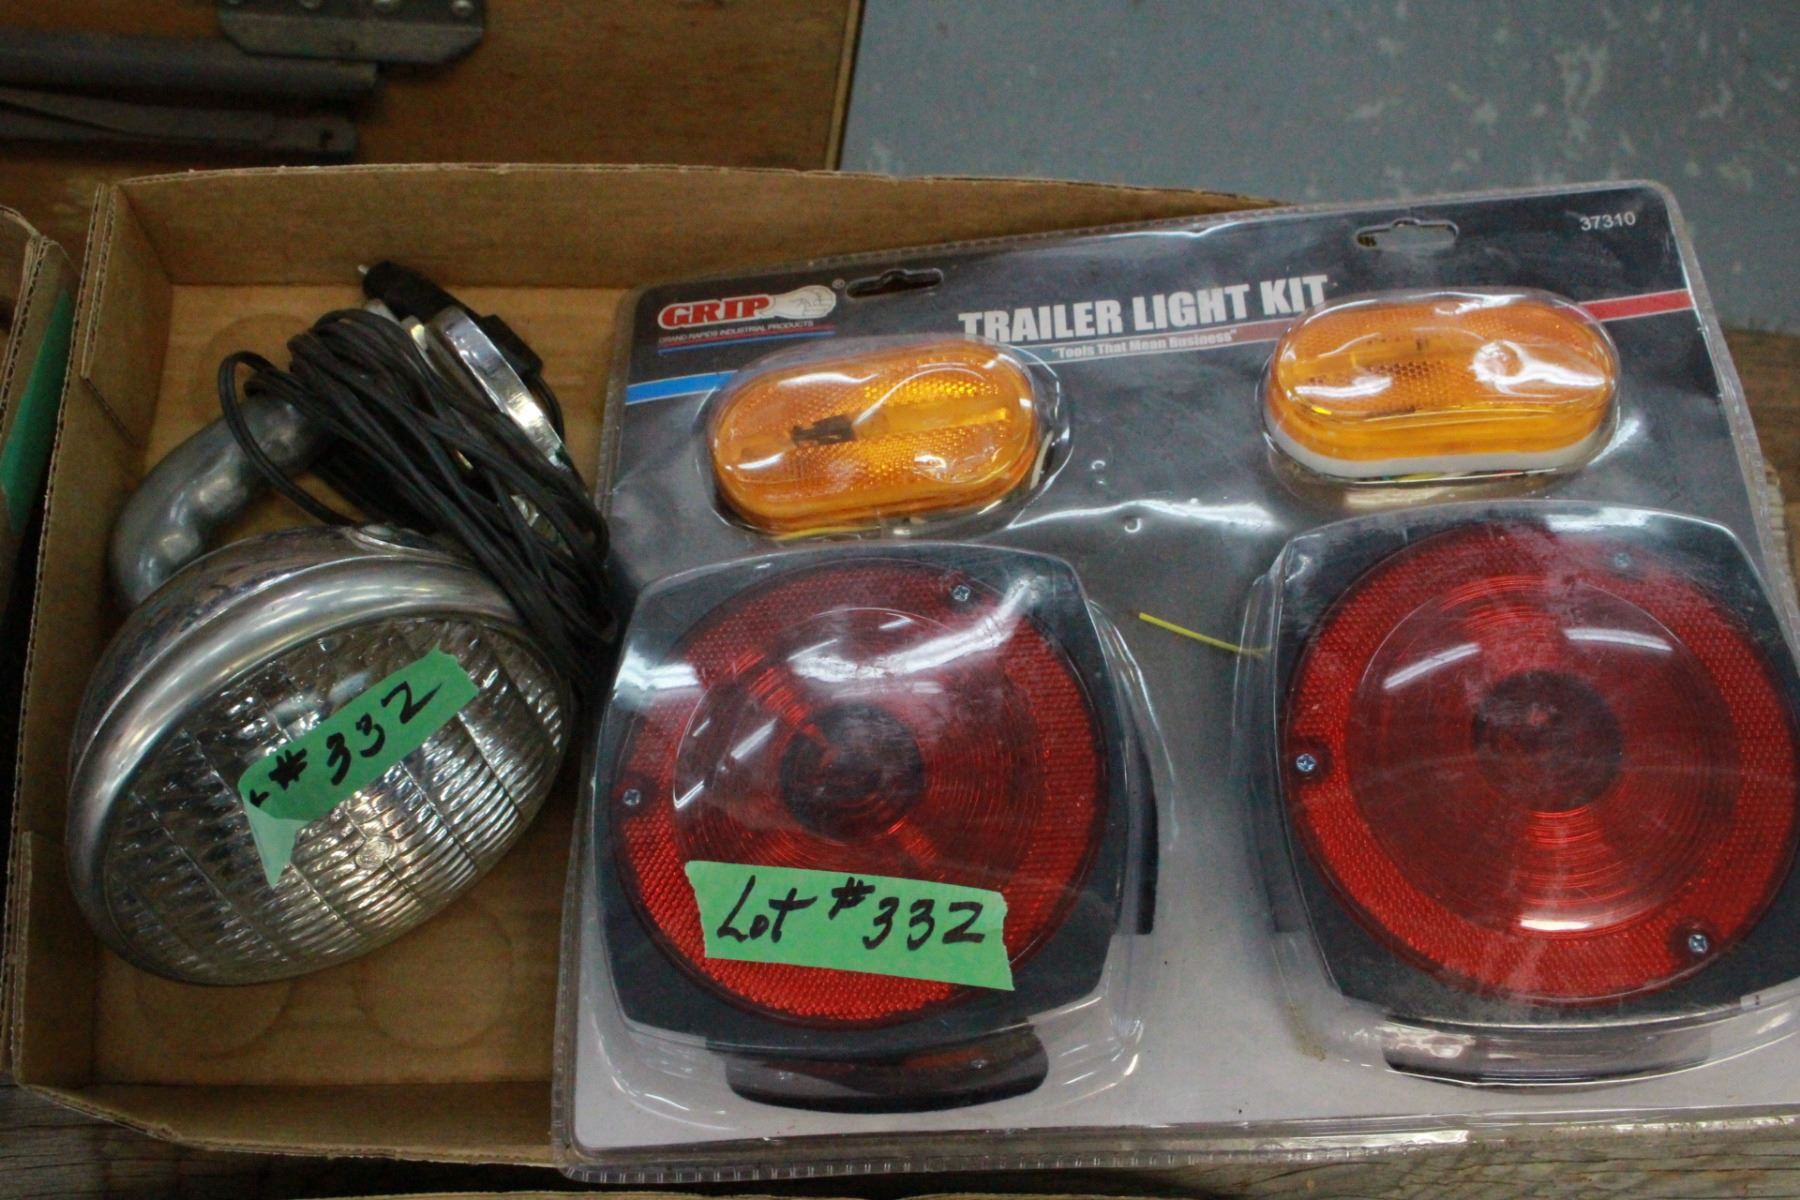 37310
GRIP®
GRAND RAPIDS INDUSTRIAL PRODUCTS
TRAILER LIGHT KIT
"Tools That Mean Business"
L# 332
Lot # 332